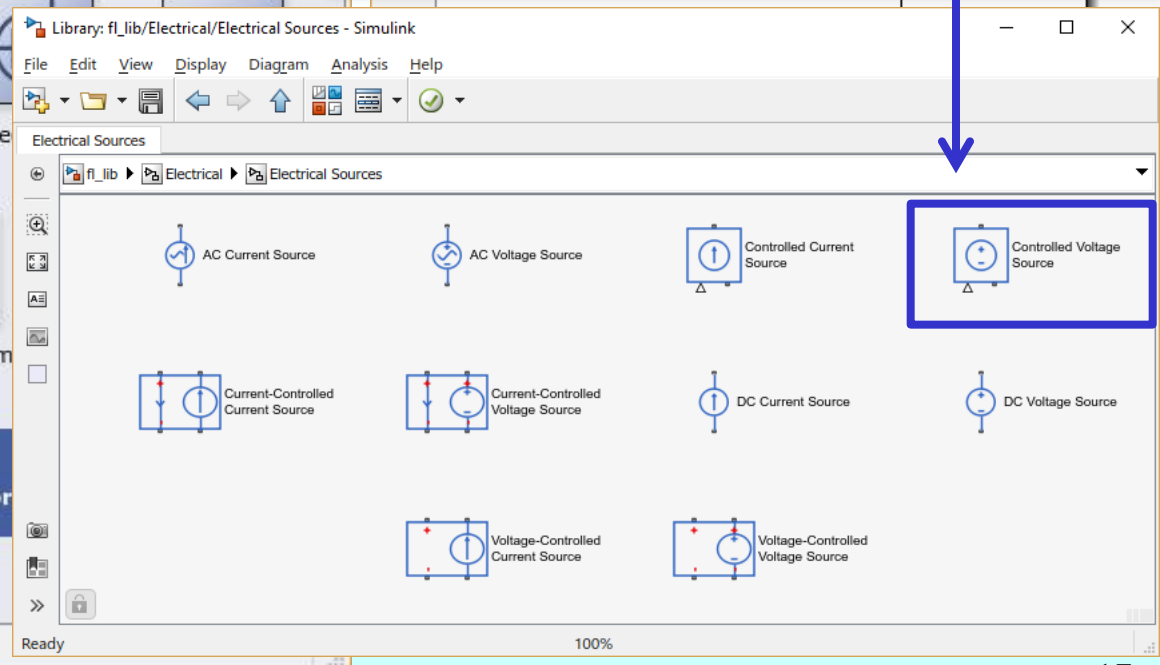 Library: fl_lib/Electrical/Electrical Sources - Simulink
File Edit View Display Diagram Analysis Help
Electrical Sources
fl_lib Electrical Electrical Sources
AC Current Source
AC Voltage Source
Controlled Current
Source
Controlled Voltage
Source
Current-Controlled
Current Source
Current-Controlled
Voltage Source
DC Current Source
DC Voltage Source
Voltage-Controlled
Current Source
Voltage-Controlled
Voltage Source
Ready 100%